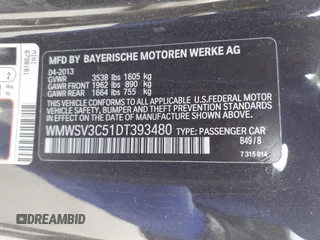 MFD BY BAYERISCHE MOTOREN WERKE AG
04-2013
GVWR 3538 lbs 1605 kg
GAWR FRONT 1962 lbs 890 kg
GAWR REAR 1664 lbs 755 kg
THIS VEHICLE CONFORMS TO ALL APPLICABLE
U.S. FEDERAL MOTOR VEHICLE SAFETY,
BUMPER, AND THEFT PREVENTION STANDARDS
IN EFFECT ON THE DATE OF MANUFACTURE
SHOWN ABOVE.
WMWSV3C51DT393480 TYPE: PASSENGER CAR
B49 / 8
7 315 814
2
MINI
DREAMBID